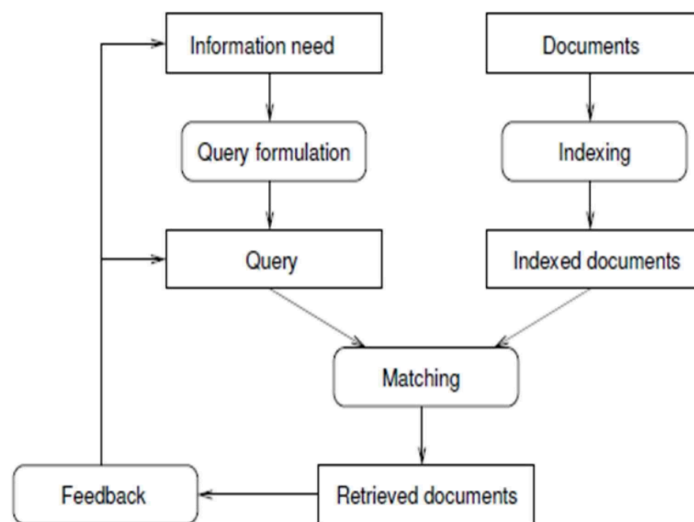 Information need
Documents
Query formulation
Indexing
Query
Indexed documents
Matching
Feedback
Retrieved documents